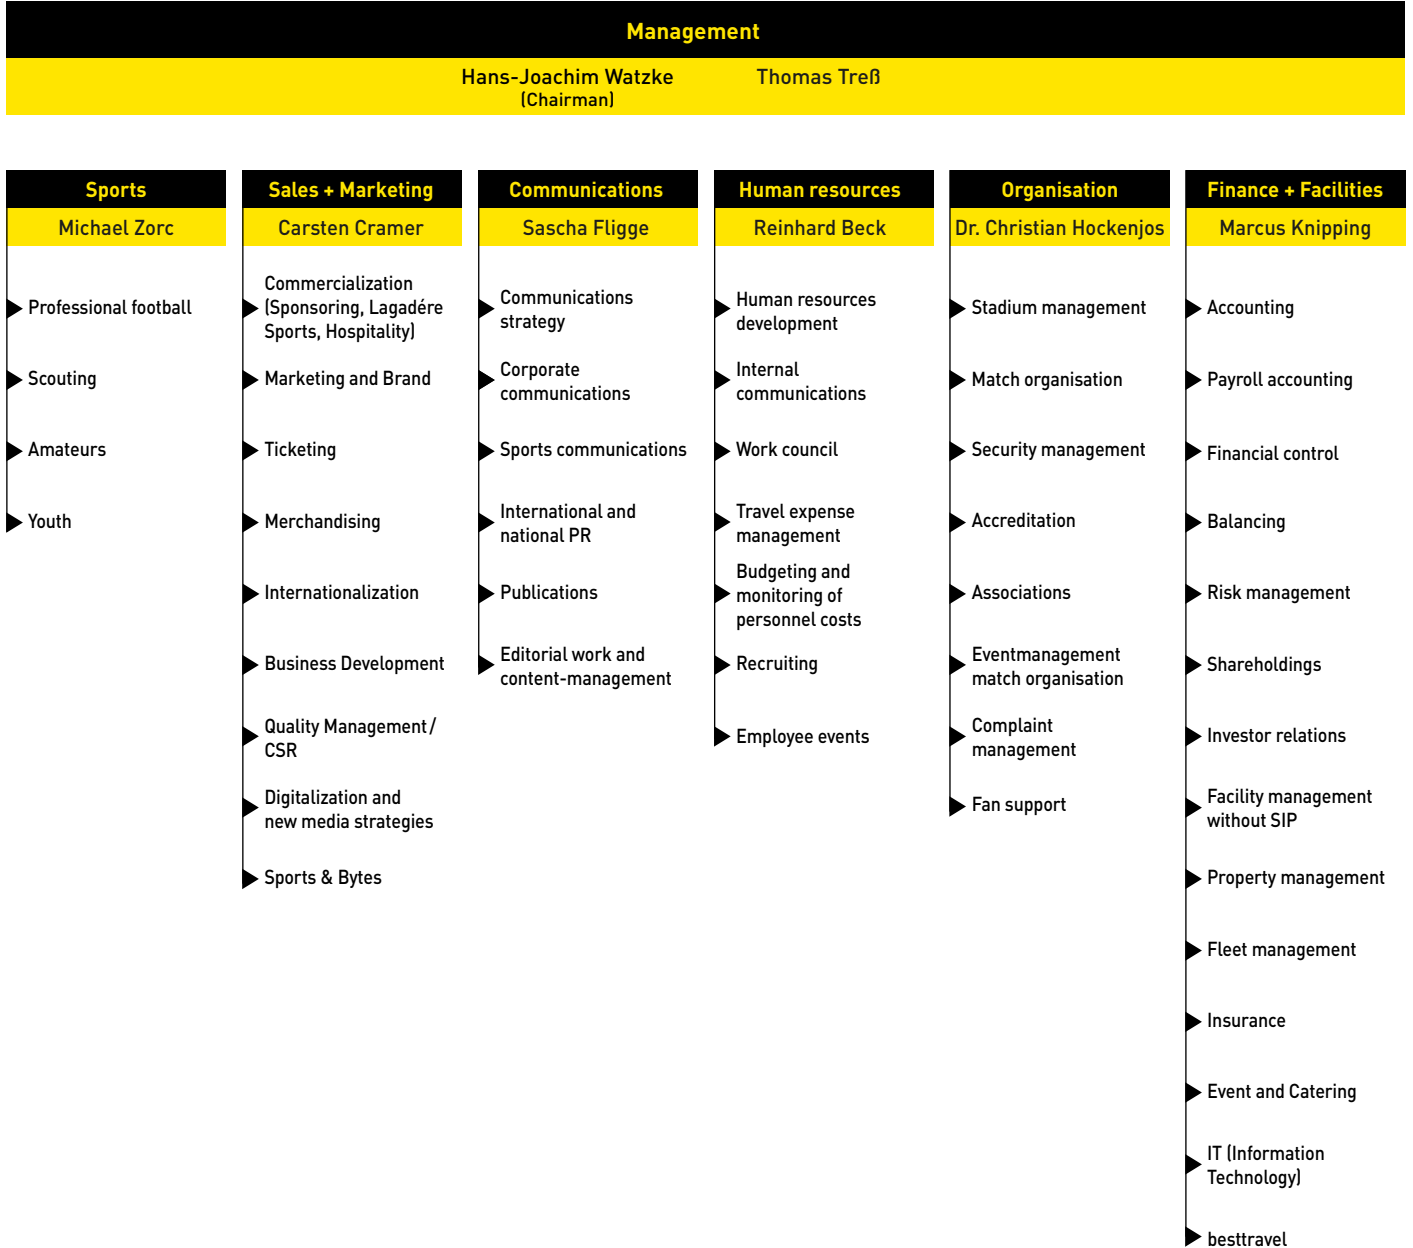 Management
Hans-Joachim Watzke
(Chairman)
Thomas Treß
Sports
Michael Zorc
Professional football
Scouting
Amateurs
Youth
Sales + Marketing
Carsten Cramer
Commercialization
(Sponsoring, Lagadére
Sports, Hospitality)
Marketing and Brand
Ticketing
Merchandising
Internationalization
Business Development
Quality Management/
CSR
Digitalization and
new media strategies
Sports & Bytes
Communications
Sascha Fligge
Communications
strategy
Corporate
communications
Sports communications
International and
national PR
Publications
Editorial work and
content-management
Human resources
Reinhard Beck
Human resources
development
Internal
communications
Work council
Travel expense
management
Budgeting and
monitoring of
personnel costs
Recruiting
Employee events
Organisation
Dr. Christian Hockenjos
Stadium management
Match organisation
Security management
Accreditation
Associations
Eventmanagement
match organisation
Complaint
management
Fan support
Finance + Facilities
Marcus Knipping
Accounting
Payroll accounting
Financial control
Balancing
Risk management
Shareholdings
Investor relations
Facility management
without SIP
Property management
Fleet management
Insurance
Event and Catering
IT (Information
Technology)
besttravel